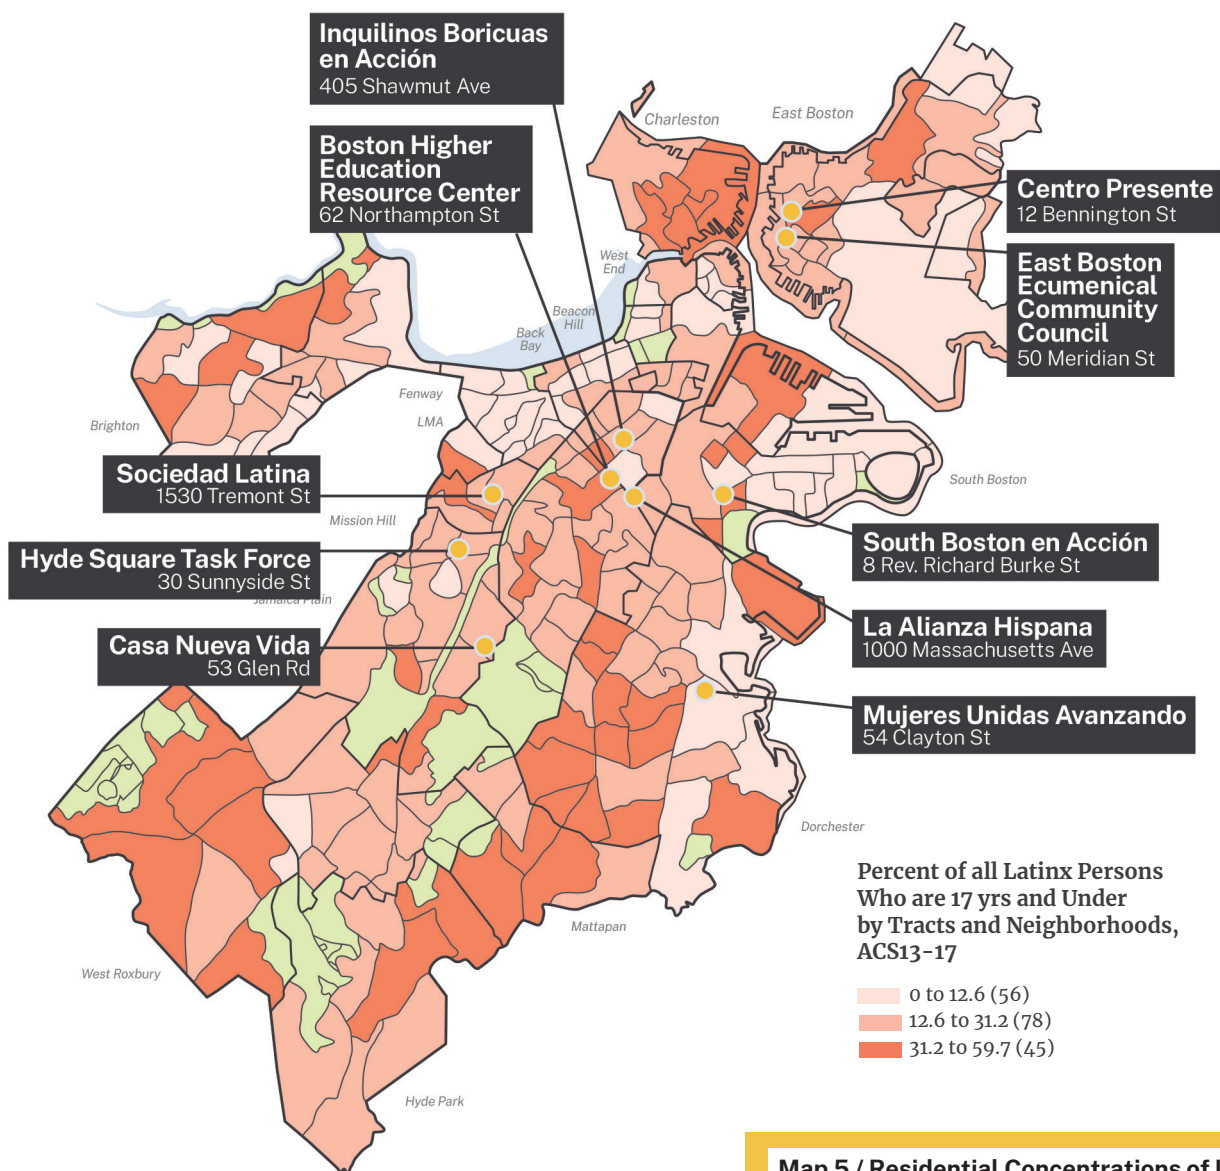 Inquilinos Boricuas
en Acción
405 Shawmut Ave
Boston Higher
Education
Resource Center
62 Northampton St
Charleston
East Boston
Centro Presente
12 Bennington St
East Boston
Ecumenical
Community
Council
50 Meridian St
West
End
Beacon
Hill
Back
Bay
Fenway
LMA
Brighton
Sociedad Latina
1530 Tremont St
Mission Hill
South Boston
Hyde Square Task Force
30 Sunnyside St
Jamaica Plain
South Boston en Acción
8 Rev. Richard Burke St
Casa Nueva Vida
53 Glen Rd
La Alianza Hispana
1000 Massachusetts Ave
Mujeres Unidas Avanzando
54 Clayton St
Dorchester
Mattapan
West Roxbury
Hyde Park
Percent of all Latinx Persons
Who are 17 yrs and Under
by Tracts and Neighborhoods,
ACS13-17
0 to 12.6 (56)
12.6 to 31.2 (78)
31.2 to 59.7 (45)
Map 5 / Residential Concentrations of